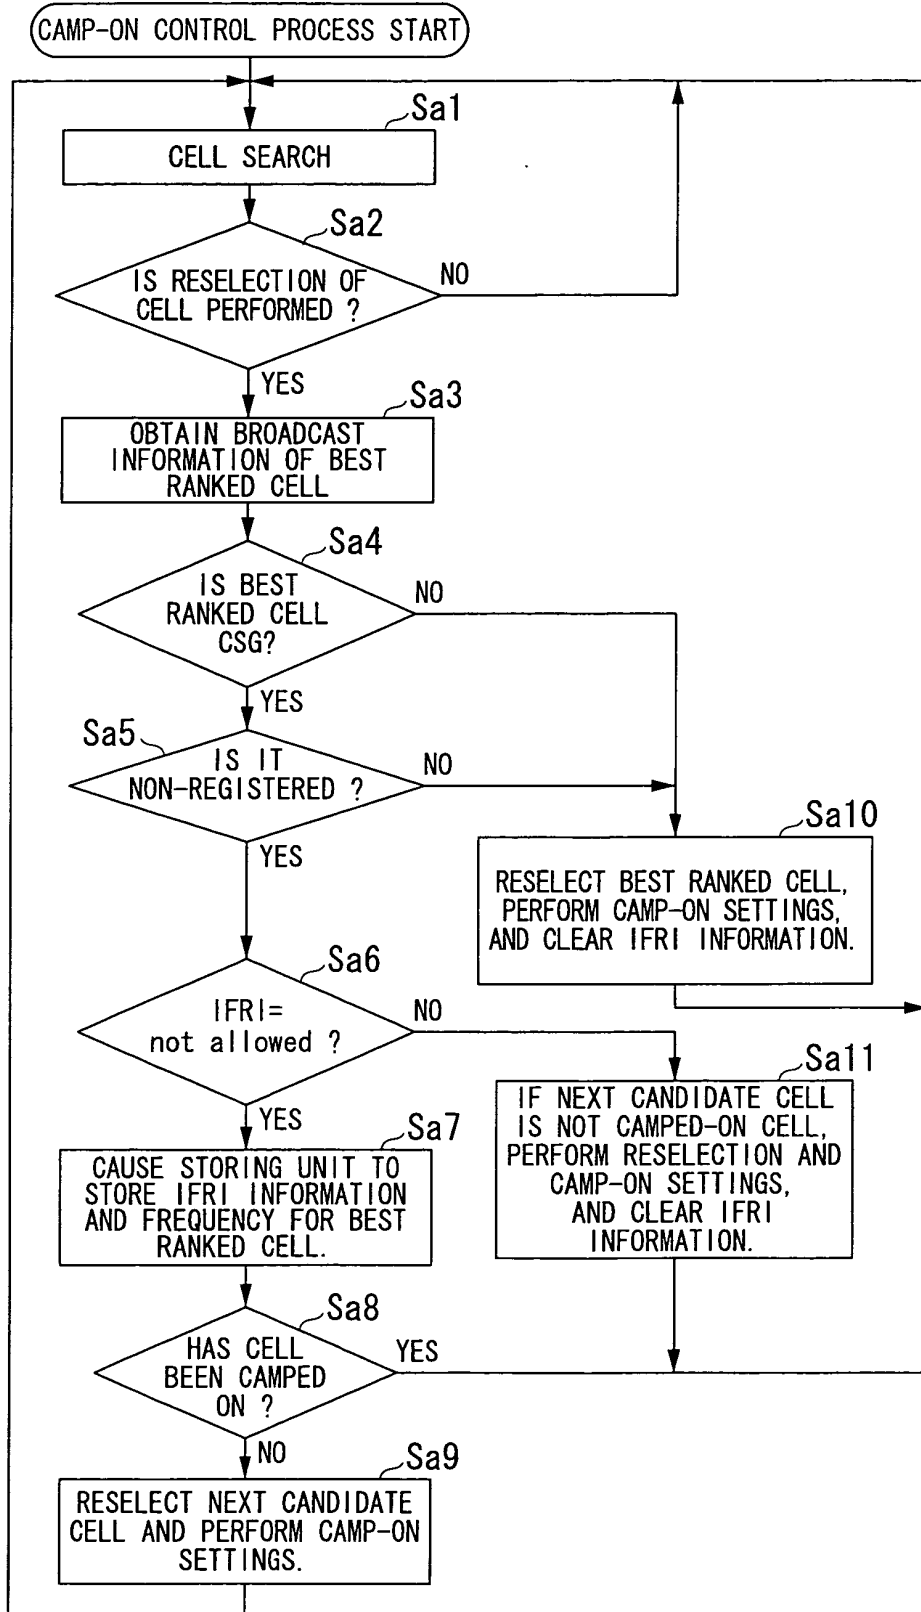 CAMP-ON CONTROL PROCESS START
Sa1
CELL SEARCH
Sa2
IS RESELECTION OF
CELL PERFORMED ?
NO
YES
Sa3
OBTAIN BROADCAST
INFORMATION OF BEST
RANKED CELL
Sa4
IS BEST
RANKED CELL
CSG?
NO
YES
Sa5
IS IT
NON-REGISTERED ?
NO
YES
Sa10
RESELECT BEST RANKED CELL,
PERFORM CAMP-ON SETTINGS,
AND CLEAR IFRI INFORMATION.
Sa6
IFRI=
not allowed ?
NO
YES
Sa11
IF NEXT CANDIDATE CELL
IS NOT CAMPED-ON CELL,
PERFORM RESELECTION AND
CAMP-ON SETTINGS,
AND CLEAR IFRI
INFORMATION.
Sa7
CAUSE STORING UNIT TO
STORE IFRI INFORMATION
AND FREQUENCY FOR BEST
RANKED CELL.
Sa8
HAS CELL
BEEN CAMPED
ON ?
YES
NO
Sa9
RESELECT NEXT CANDIDATE
CELL AND PERFORM CAMP-ON
SETTINGS.